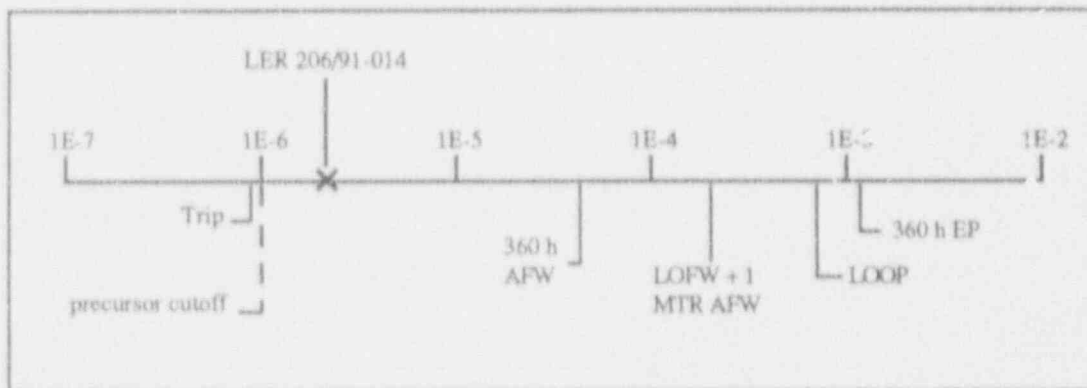 LER 206/91-014
1E-7 1E-6 1E-5 1E-4 1E-2
Trip
360 h EP
360 h
AFW
LOFW + 1
MTR AFW
LOOP
precursor cutoff